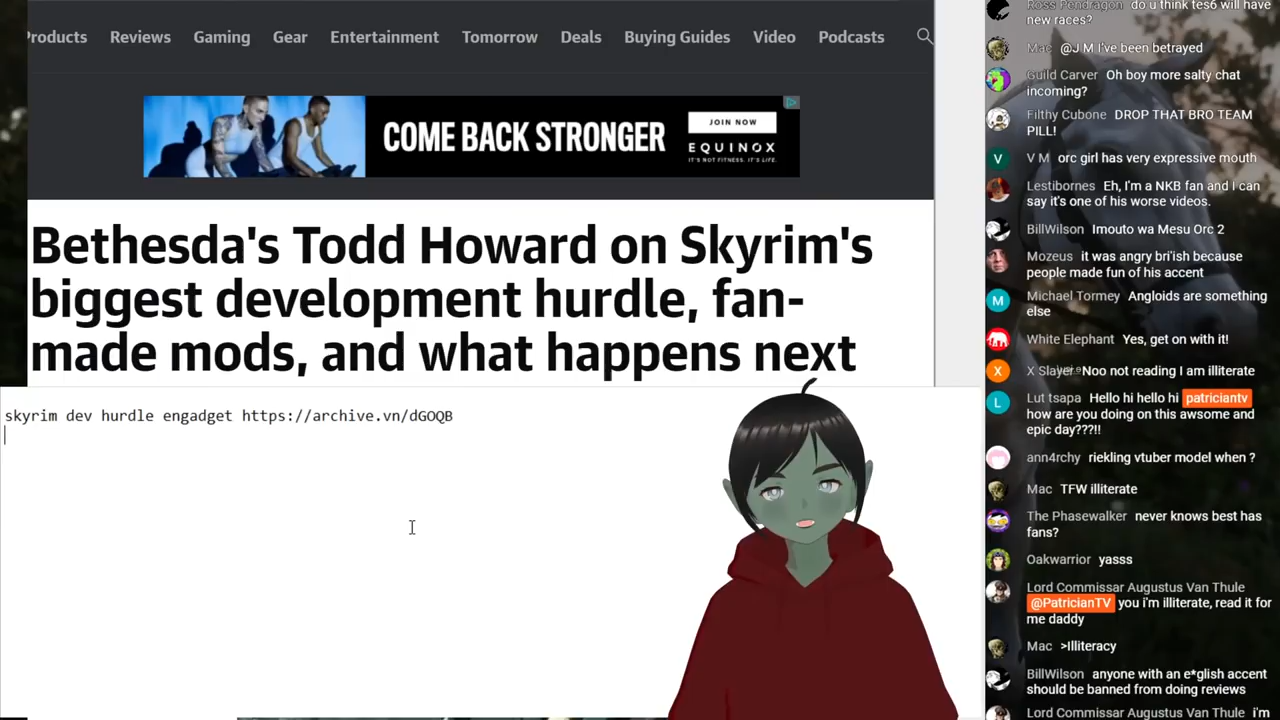 Products Reviews Gaming Gear Entertainment Tomorrow Deals Buying Guides Video Podcasts
COME BACK STRONGER
JOIN NOW
EQUINOX
IT'S NOT FITNESS. IT'S LIFE.
Bethesda's Todd Howard on Skyrim's
biggest development hurdle, fan-
made mods, and what happens next
skyrim dev hurdle engadget https://archive.vn/dGOQB
Ross Pendragon do u think tes6 will have
new races?
Mac @J M I've been betrayed
Guild Carver Oh boy more salty chat
incoming?
Filthy Cubone DROP THAT BRO TEAM
PILL!
V M orc girl has very expressive mouth
Lestibornes Eh, I'm a NKB fan and I can
say it's one of his worse videos.
BillWilson Imouto wa Mesu Orc 2
Mozeus it was angry bri'ish because
people made fun of his accent
Michael Tormey Angloids are something
else
White Elephant Yes, get on with it!
X Slayer Noo not reading I am illiterate
Lut tsapa Hello hi hello hi patriciantv
how are you doing on this awsome and
epic day???!!
ann4rchy riekling vtuber model when ?
Mac TFW illiterate
The Phasewalker never knows best has
fans?
Oakwarrior yasss
Lord Commissar Augustus Van Thule
@PatricianTV you i'm illiterate, read it for
me daddy
Mac >Illiteracy
BillWilson anyone with an e*glish accent
should be banned from doing reviews
Lord Commissar Augustus Van Thule i'm